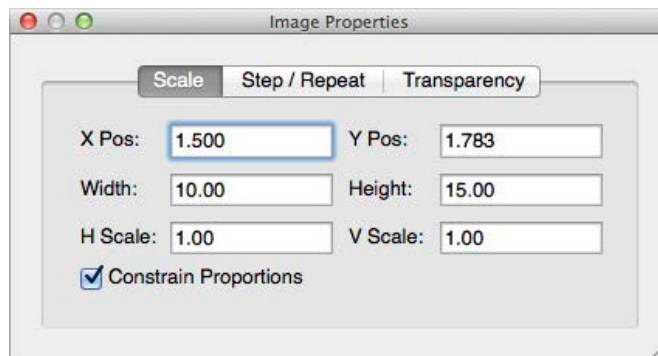 Image Properties
Scale Step / Repeat Transparency
X Pos: 1.500 Y Pos: 1.783
Width: 10.00 Height: 15.00
H Scale: 1.00 V Scale: 1.00
Constrain Proportions